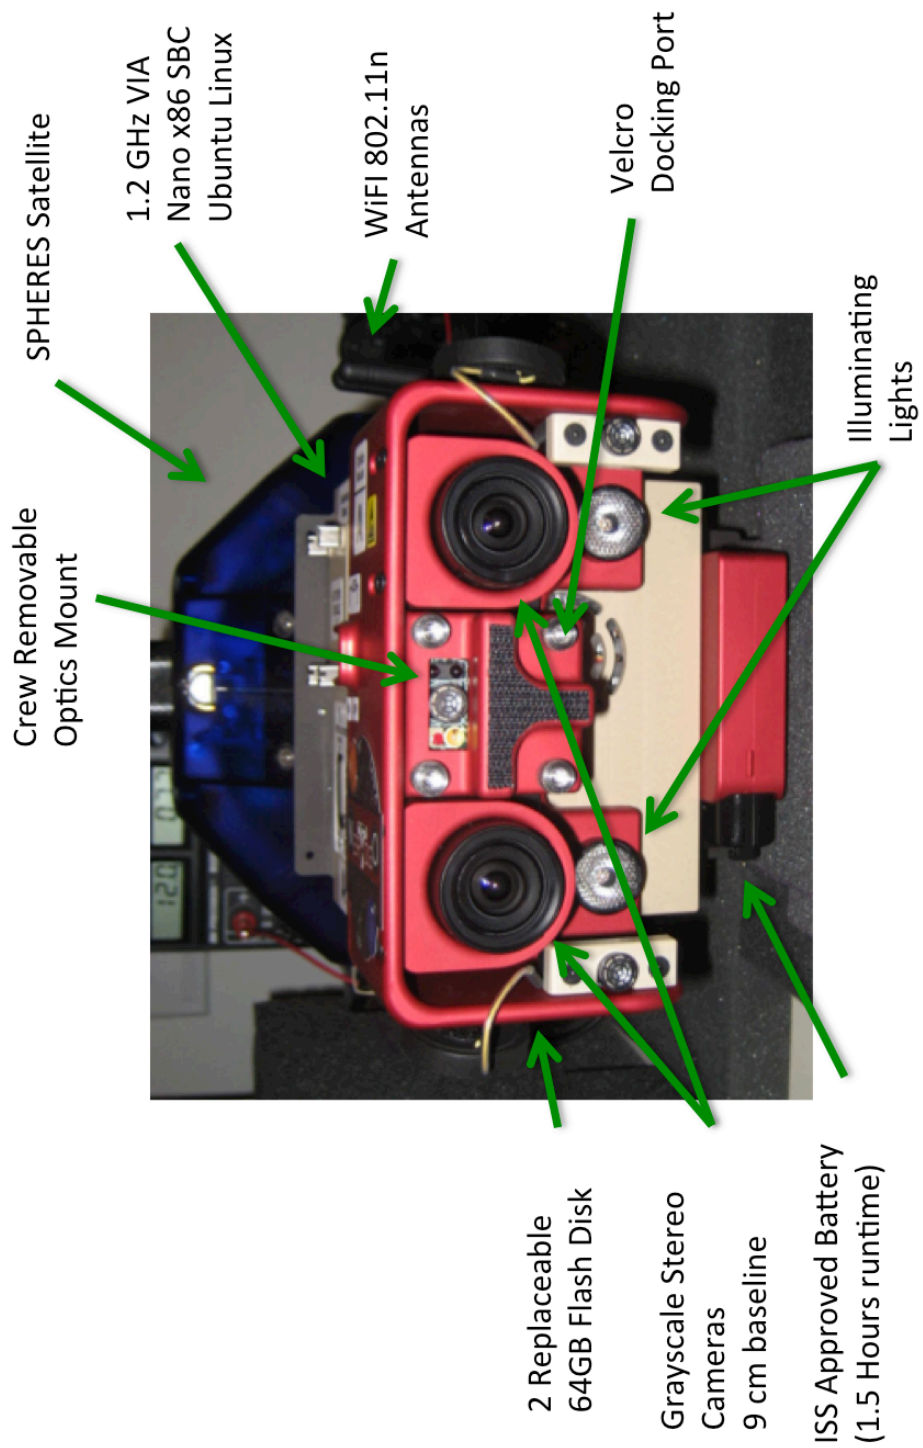 Crew Removable
Optics Mount
SPHERES Satellite
1.2 GHz VIA
Nano x86 SBC
Ubuntu Linux
WiFI 802.11n
Antennas
2 Replaceable
64GB Flash Disk
Velcro
Docking Port
Grayscale Stereo
Cameras
9 cm baseline
ISS Approved Battery
(1.5 Hours runtime)
Illuminating
Lights